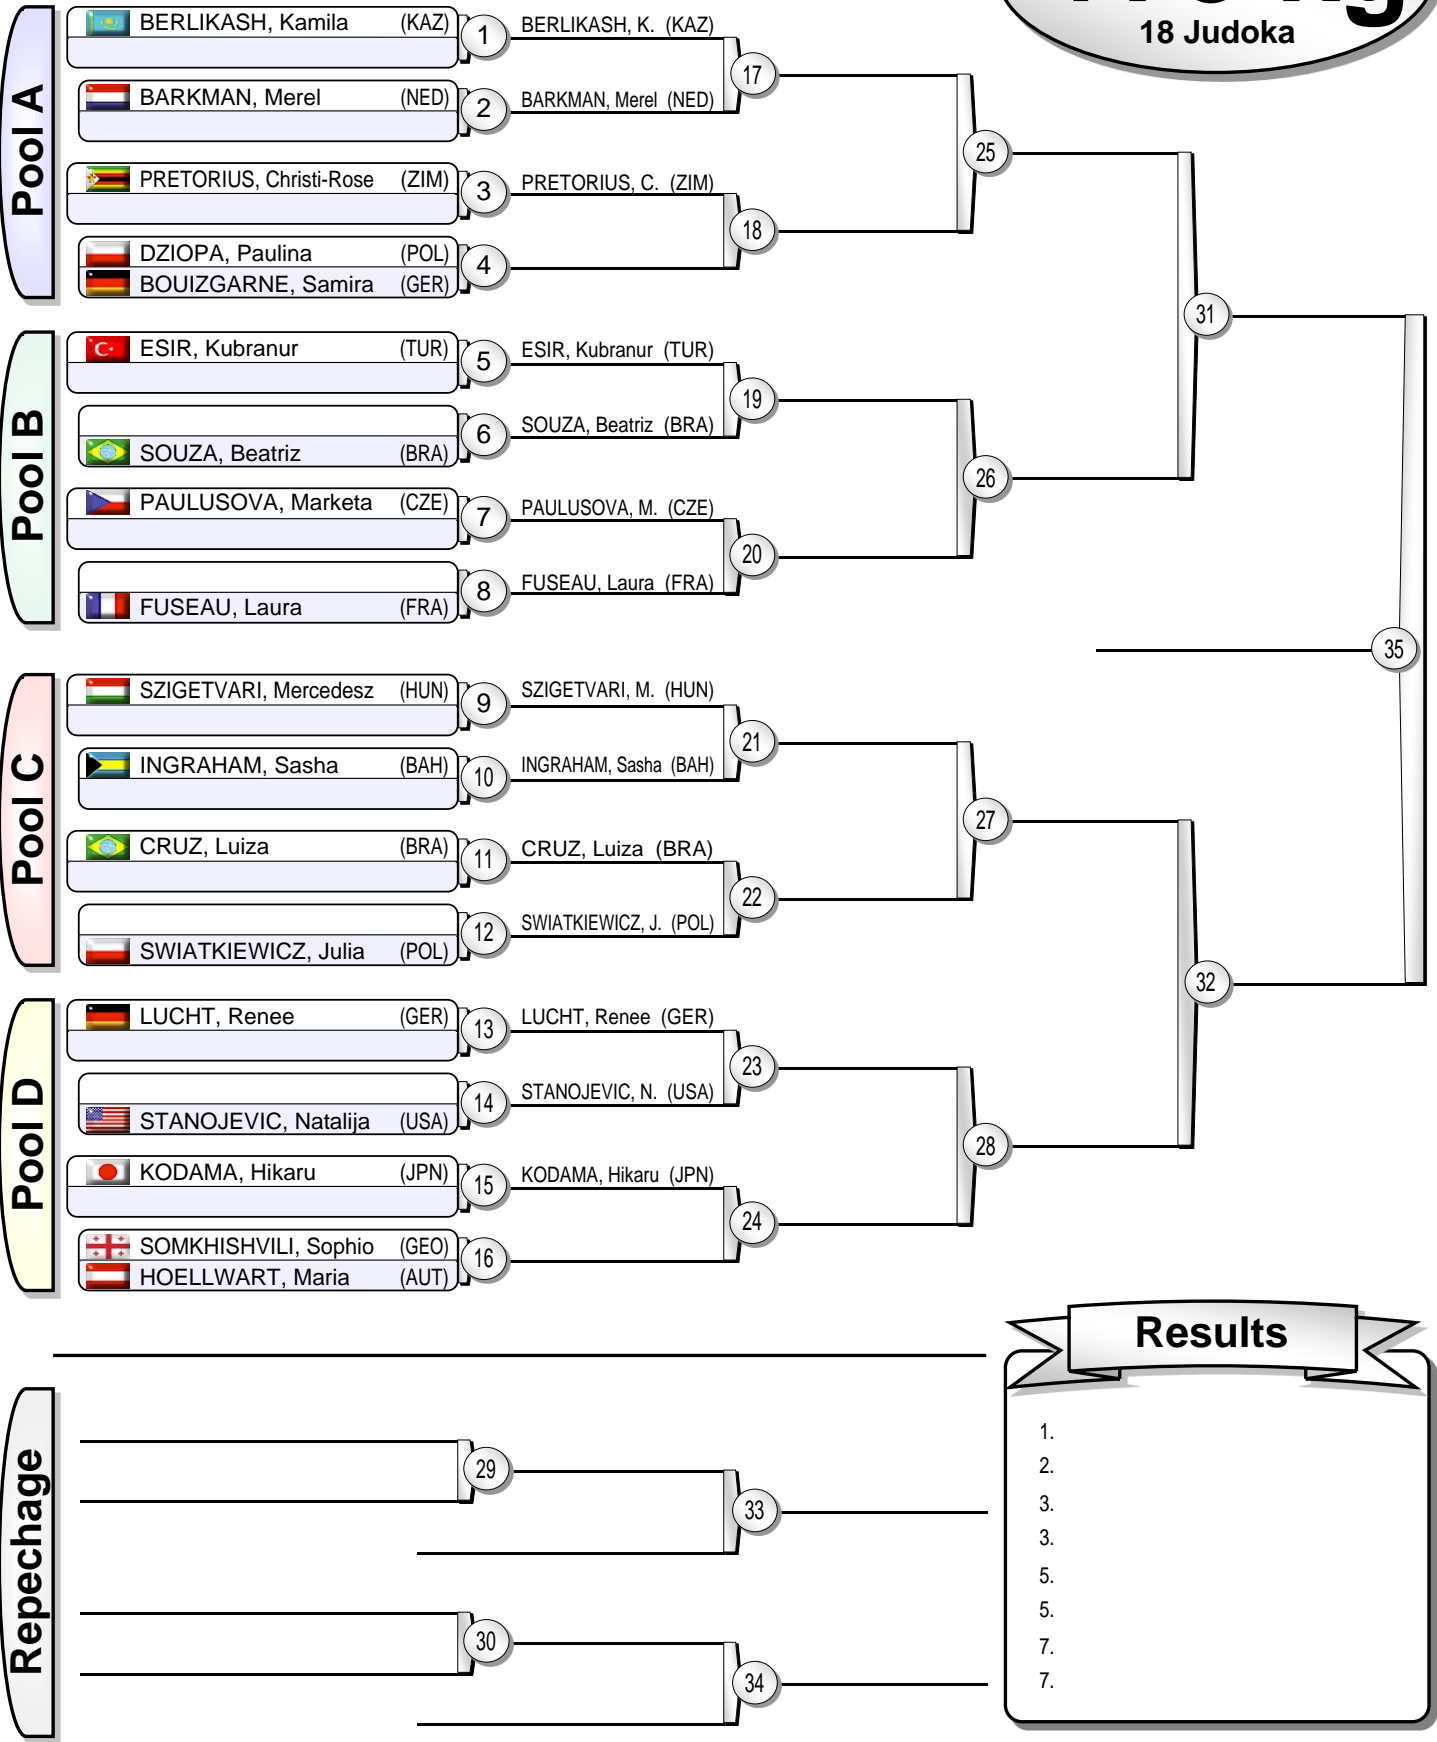 18 Judoka
Pool A
BERLIKASH, Kamila (KAZ) 1 BERLIKASH, K. (KAZ)
17
BARKMAN, Merel (NED) 2 BARKMAN, Merel (NED)
25
PRETORIUS, Christi-Rose (ZIM) 3 PRETORIUS, C. (ZIM)
18
DZIOPA, Paulina (POL)
4
BOUIZGARNE, Samira (GER)
31
Pool B
ESIR, Kubranur (TUR) 5 ESIR, Kubranur (TUR)
19
6 SOUZA, Beatriz (BRA)
SOUZA, Beatriz (BRA)
26
PAULUSOVA, Marketa (CZE) 7 PAULUSOVA, M. (CZE)
20
8 FUSEAU, Laura (FRA)
FUSEAU, Laura (FRA)
35
Pool C
SZIGETVARI, Mercedesz (HUN) 9 SZIGETVARI, M. (HUN)
21
INGRAHAM, Sasha (BAH) 10 INGRAHAM, Sasha (BAH)
27
CRUZ, Luiza (BRA) 11 CRUZ, Luiza (BRA)
22
12 SWIATKIEWICZ, J. (POL)
SWIATKIEWICZ, Julia (POL)
32
Pool D
LUCHT, Renee (GER) 13 LUCHT, Renee (GER)
23
14 STANOJEVIC, N. (USA)
STANOJEVIC, Natalija (USA)
28
KODAMA, Hikaru (JPN) 15 KODAMA, Hikaru (JPN)
24
SOMKHISHVILI, Sophio (GEO)
16
HOELLWART, Maria (AUT)
Repechage
29
33
30
34
Results
1.
2.
3.
3.
5.
5.
7.
7.